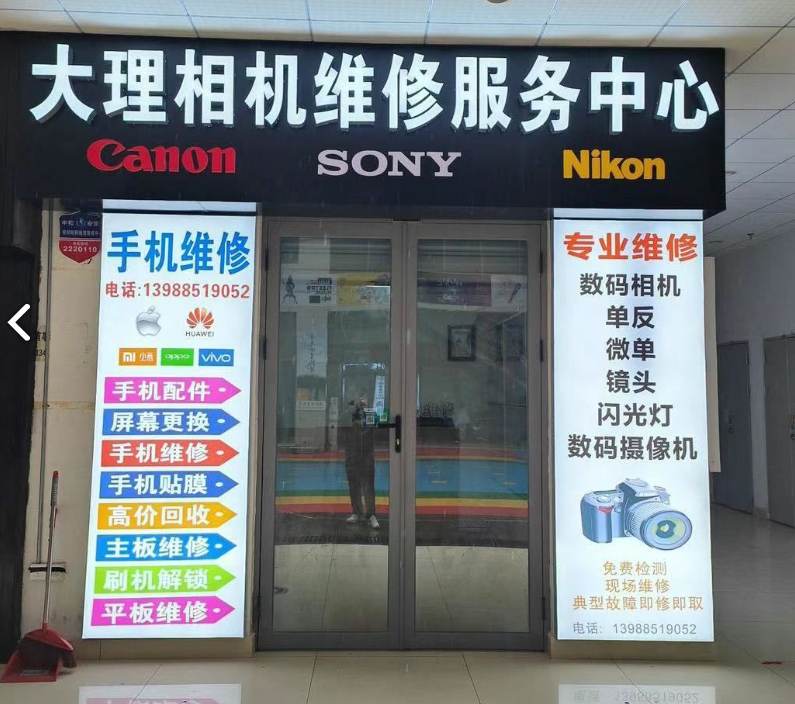 大理相机维修服务中心
Canon
SONY
Nikon
2220110
手机维修
电话:13988519052
HUAWEI
小米
oppo
vivo
手机配件
屏幕更换
手机维修
手机贴膜
高价回收
主板维修
刷机解锁
平板维修
专业维修
数码相机
单反
微单
镜头
闪光灯
数码摄像机
免费检测
现场维修
典型故障即修即取
电话: 13988519052